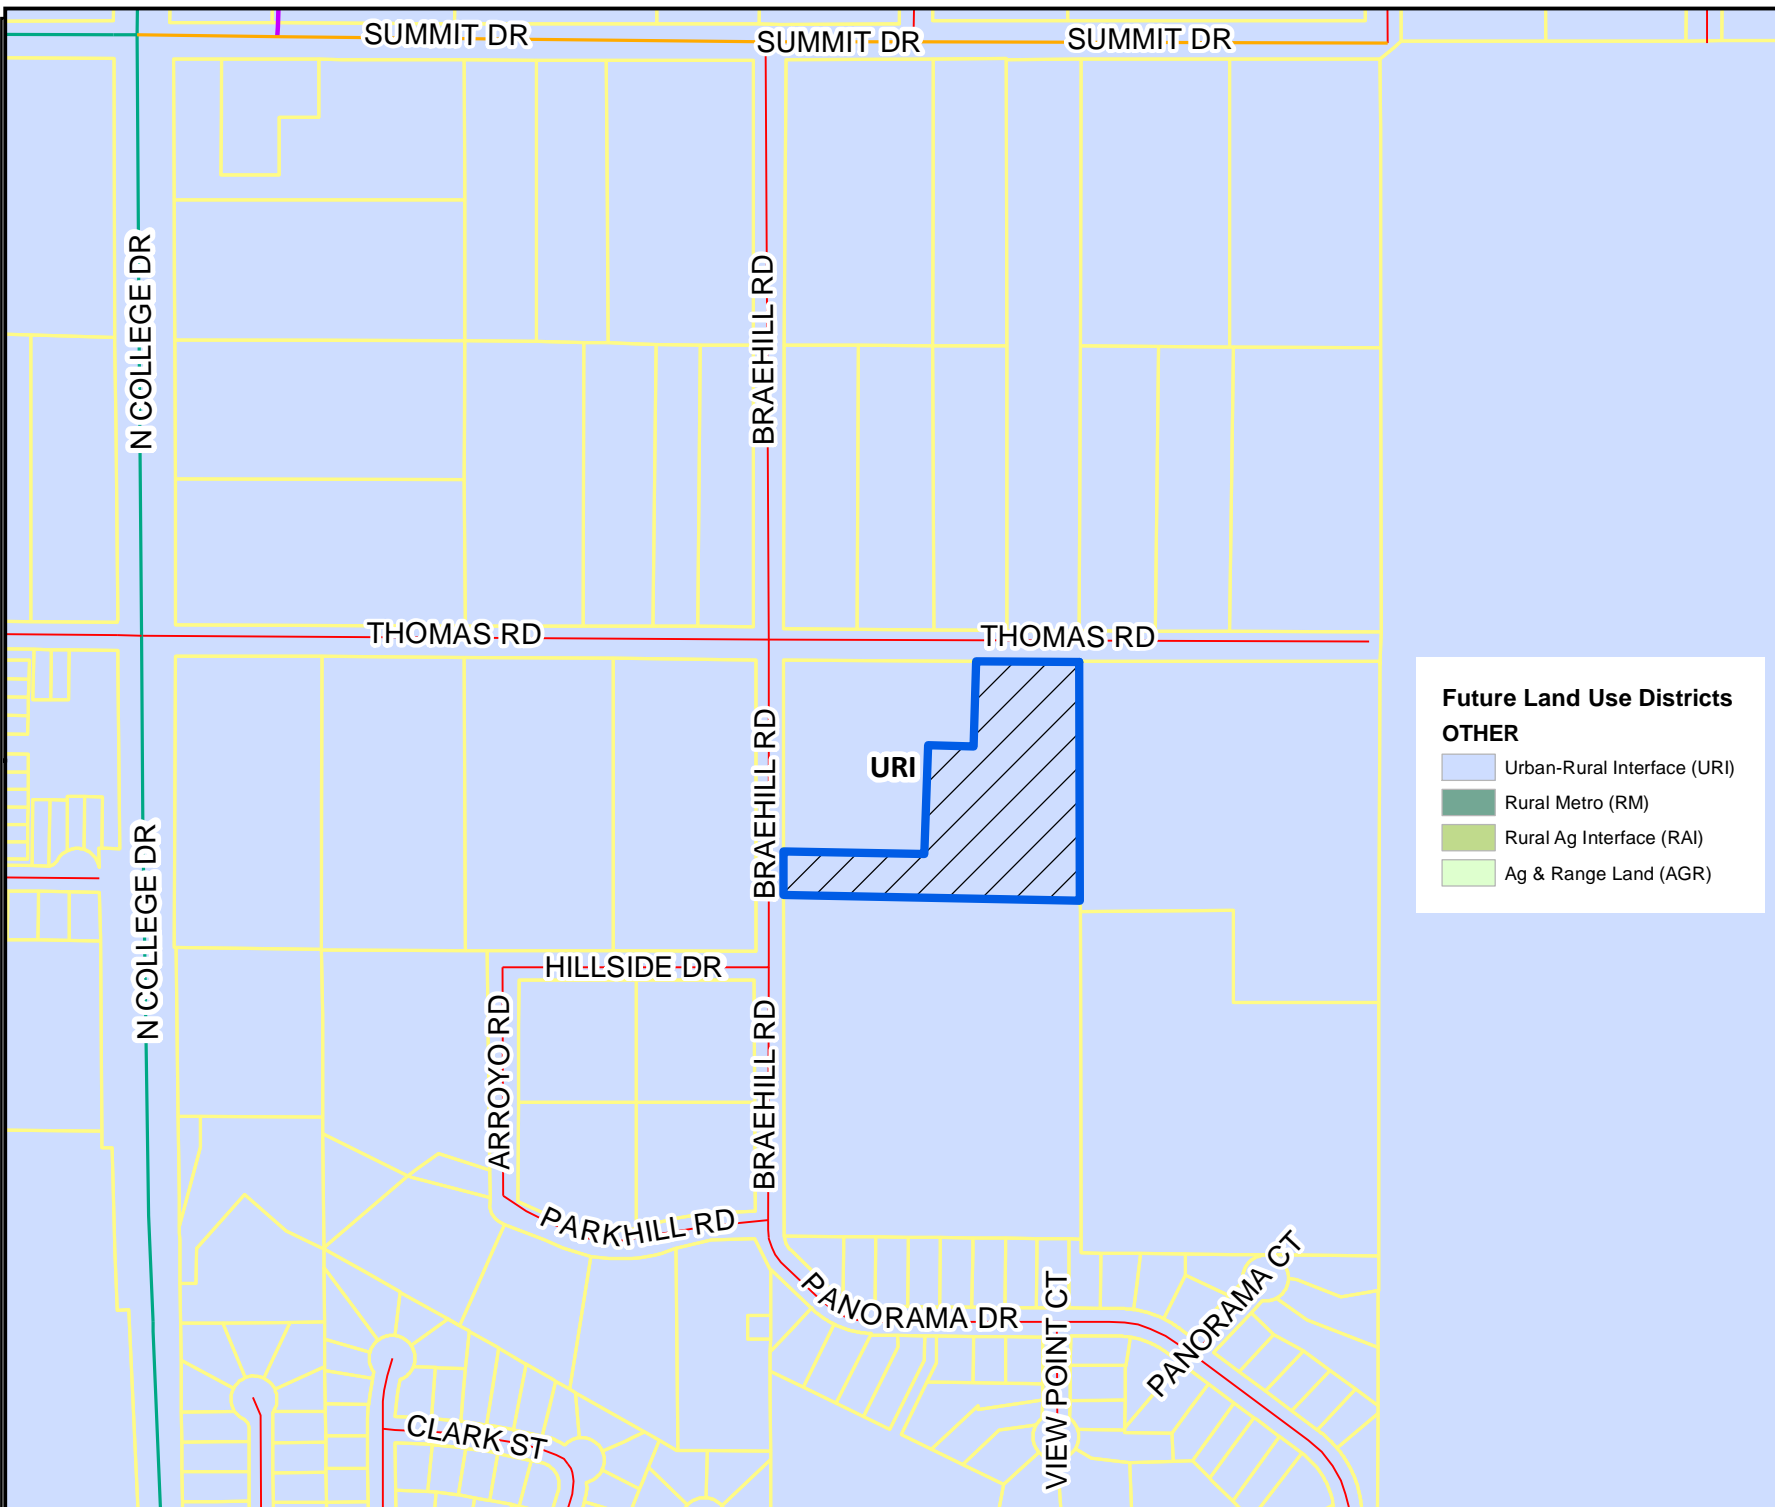 SUMMIT DR
SUMMIT DR
SUMMIT DR
N COLLEGE DR
BRAEHILL RD
THOMAS RD
THOMAS RD
BRAEHILL RD
URI
N COLLEGE DR
Future Land Use Districts
OTHER
Urban-Rural Interface (URI)
Rural Metro (RM)
Rural Ag Interface (RAI)
Ag & Range Land (AGR)
HILLSIDE DR
ARROYO RD
BRAEHILL RD
PARKHILL RD
PANORAMA DR
VIEW POINT CT
PANORAMA CT
CLARK ST